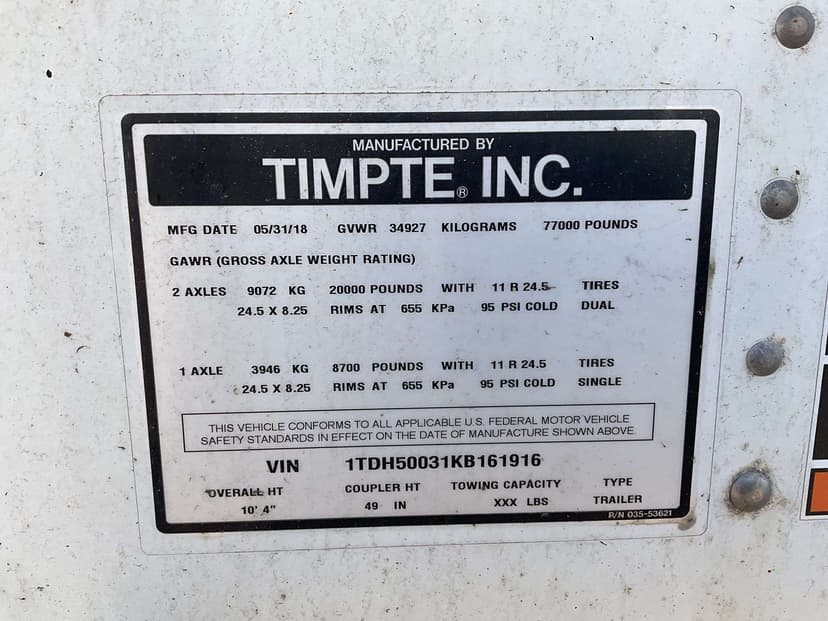 MANUFACTURED BY
TIMPTE® INC.
MFG DATE 05/31/18 GVWR 34927 KILOGRAMS 77000 POUNDS
GAWR (GROSS AXLE WEIGHT RATING)
2 AXLES 9072 KG 20000 POUNDS WITH 11 R 24.5 TIRES
24.5 X 8.25 RIMS AT 655 KPa 95 PSI COLD DUAL
1 AXLE 3946 KG 8700 POUNDS WITH 11 R 24.5 TIRES
24.5 X 8.25 RIMS AT 655 KPa 95 PSI COLD SINGLE
THIS VEHICLE CONFORMS TO ALL APPLICABLE U.S. FEDERAL MOTOR VEHICLE
SAFETY STANDARDS IN EFFECT ON THE DATE OF MANUFACTURE SHOWN ABOVE.
VIN 1TDH50031KB161916
OVERALL HT COUPLER HT TOWING CAPACITY TYPE
10' 4" 49 IN XXX LBS TRAILER
P/N 035-53621